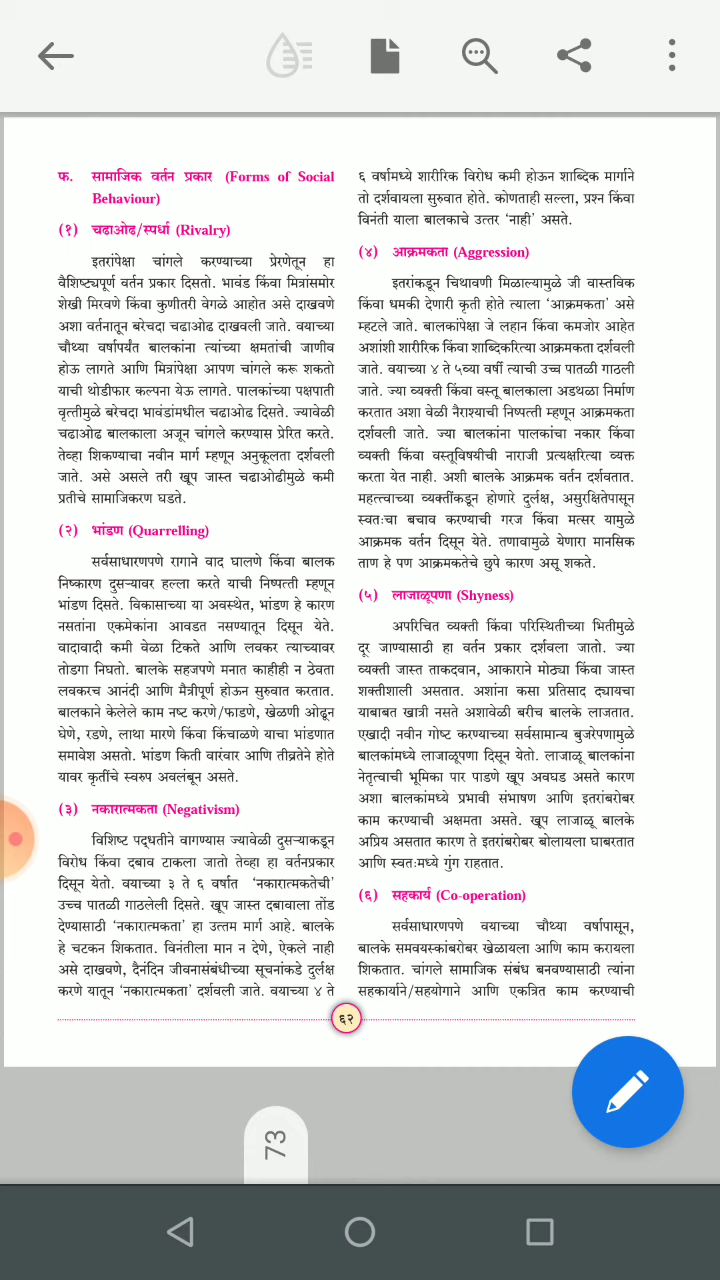 फ. सामाजिक वर्तन प्रकार (Forms of Social
Behaviour)
(१) चढाओढ/स्पर्धा (Rivalry)
इतरांपेक्षा चांगले करण्याच्या प्रेरणेतून हा
वैशिष्ट्यपूर्ण वर्तन प्रकार दिसतो. भावंड किंवा मित्रांसमोर
शेखी मिरवणे किंवा कुणीतरी वेगळे आहोत असे दाखवणे
अशा वर्तनातून बरेचदा चढाओढ दाखवली जाते. वयाच्या
चौथ्या वर्षापर्यंत बालकांना त्यांच्या क्षमतांची जाणीव
होऊ लागते आणि मित्रांपेक्षा आपण चांगले करू शकतो
याची थोडीफार कल्पना येऊ लागते. पालकांच्या पक्षपाती
वृत्तीमुळे बरेचदा भावंडांमधील चढाओढ दिसते. ज्यावेळी
चढाओढ बालकाला अजून चांगले करण्यास प्रेरित करते.
तेव्हा शिकण्याचा नवीन मार्ग म्हणून अनुकूलता दर्शवली
जाते. असे असले तरी खूप जास्त चढाओढीमुळे कमी
प्रतीचे सामाजिकरण घडते.
(२) भांडण (Quarrelling)
सर्वसाधारणपणे रागाने वाद घालणे किंवा बालक
निष्कारण दुसऱ्यावर हल्ला करते याची निष्पत्ती म्हणून
भांडण दिसते. विकासाच्या या अवस्थेत, भांडण हे कारण
नसतांना एकमेकांना आवडत नसण्यातून दिसून येते.
वादावादी कमी वेळा टिकते आणि लवकर त्याच्यावर
तोडगा निघतो. बालके सहजपणे मनात काहीही न ठेवता
लवकरच आनंदी आणि मैत्रीपूर्ण होऊन सुरुवात करतात.
बालकाने केलेले काम नष्ट करणे/फाडणे, खेळणी ओढून
घेणे, रडणे, लाथा मारणे किंवा किंचाळणे याचा भांडणात
समावेश असतो. भांडण किती वारंवार आणि तीव्रतेने होते
यावर कृतींचे स्वरुप अवलंबून असते.
(३) नकारात्मकता (Negativism)
विशिष्ट पद्धतीने वागण्यास ज्यावेळी दुसऱ्याकडून
विरोध किंवा दबाव टाकला जातो तेव्हा हा वर्तनप्रकार
दिसून येतो. वयाच्या ३ ते ६ वर्षात ‘नकारात्मकतेची’
उच्च पातळी गाठलेली दिसते. खूप जास्त दबावाला तोंड
देण्यासाठी ‘नकारात्मकता’ हा उत्तम मार्ग आहे. बालके
हे चटकन शिकतात. विनंतीला मान न देणे, ऐकले नाही
असे दाखवणे, दैनंदिन जीवनासंबंधीच्या सूचनांकडे दुर्लक्ष
करणे यातून ‘नकारात्मकता’ दर्शवली जाते. वयाच्या ४ ते
६ वर्षामध्ये शारीरिक विरोध कमी होऊन शाब्दिक मार्गाने
तो दर्शवायला सुरुवात होते. कोणताही सल्ला, प्रश्न किंवा
विनंती याला बालकाचे उत्तर ‘नाही’ असते.
(४) आक्रमकता (Aggression)
इतरांकडून चिथावणी मिळाल्यामुळे जी वास्तविक
किंवा धमकी देणारी कृती होते त्याला ‘आक्रमकता’ असे
म्हटले जाते. बालकांपेक्षा जे लहान किंवा कमजोर आहेत
अशांशी शारीरिक किंवा शाब्दिकरित्या आक्रमकता दर्शवली
जाते. वयाच्या ४ ते ५व्या वर्षी त्याची उच्च पातळी गाठली
जाते. ज्या व्यक्ती किंवा वस्तू बालकाला अडथळा निर्माण
करतात अशा वेळी नैराश्याची निष्पत्ती म्हणून आक्रमकता
दर्शवली जाते. ज्या बालकांना पालकांचा नकार किंवा
व्यक्ती किंवा वस्तूविषयीची नाराजी प्रत्यक्षरित्या व्यक्त
करता येत नाही. अशी बालके आक्रमक वर्तन दर्शवतात.
महत्त्वाच्या व्यक्तींकडून होणारे दुर्लक्ष, असुरक्षितेपासून
स्वतःचा बचाव करण्याची गरज किंवा मत्सर यामुळे
आक्रमक वर्तन दिसून येते. तणावामुळे येणारा मानसिक
ताण हे पण आक्रमकतेचे छुपे कारण असू शकते.
(५) लाजाळूपणा (Shyness)
अपरिचित व्यक्ती किंवा परिस्थितीच्या भितीमुळे
दूर जाण्यासाठी हा वर्तन प्रकार दर्शवला जातो. ज्या
व्यक्ती जास्त ताकदवान, आकाराने मोठ्या किंवा जास्त
शक्तीशाली असतात. अशांना कसा प्रतिसाद द्यायचा
याबाबत खात्री नसते अशावेळी बरीच बालके लाजतात.
एखादी नवीन गोष्ट करण्याच्या सर्वसामान्य बुजरेपणामुळे
बालकांमध्ये लाजाळूपणा दिसून येतो. लाजाळू बालकांना
नेतृत्वाची भूमिका पार पाडणे खूप अवघड असते कारण
अशा बालकांमध्ये प्रभावी संभाषण आणि इतरांबरोबर
काम करण्याची अक्षमता असते. खूप लाजाळू बालके
अप्रिय असतात कारण ते इतरांबरोबर बोलायला घाबरतात
आणि स्वतःमध्ये गुंग राहतात.
(६) सहकार्य (Co-operation)
सर्वसाधारणपणे वयाच्या चौथ्या वर्षापासून,
बालके समवयस्कांबरोबर खेळायला आणि काम करायला
शिकतात. चांगले सामाजिक संबंध बनवण्यासाठी त्यांना
सहकार्याने/सहयोगाने आणि एकत्रित काम करण्याची
६२
73